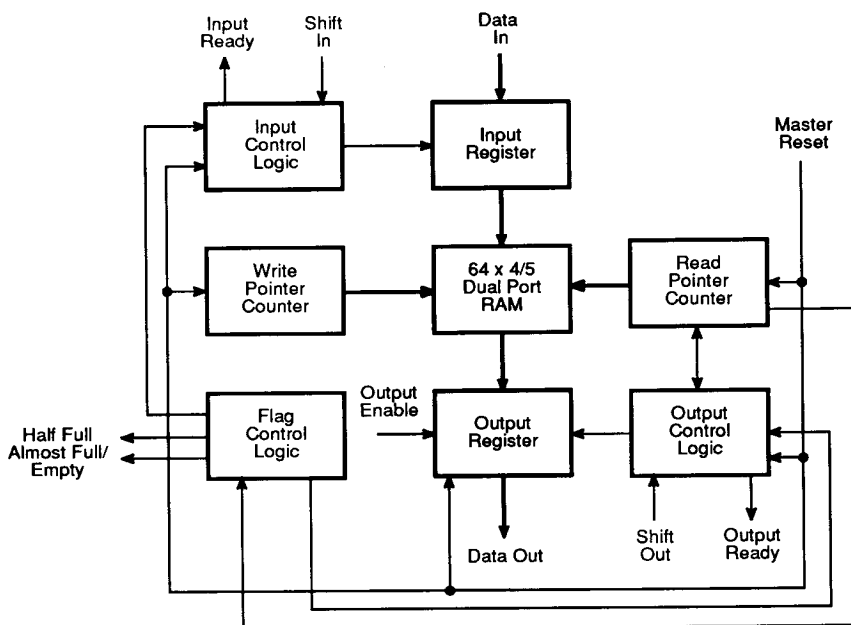 Input
Ready
Shift
In
Data
In
Input
Control
Logic
Input
Register
Master
Reset
Write
Pointer
Counter
64 x 4/5
Dual Port
RAM
Read
Pointer
Counter
Half Full
Almost Full/
Empty
Flag
Control
Logic
Output
Enable
Output
Register
Output
Control
Logic
Data Out
Shift
Out
Output
Ready